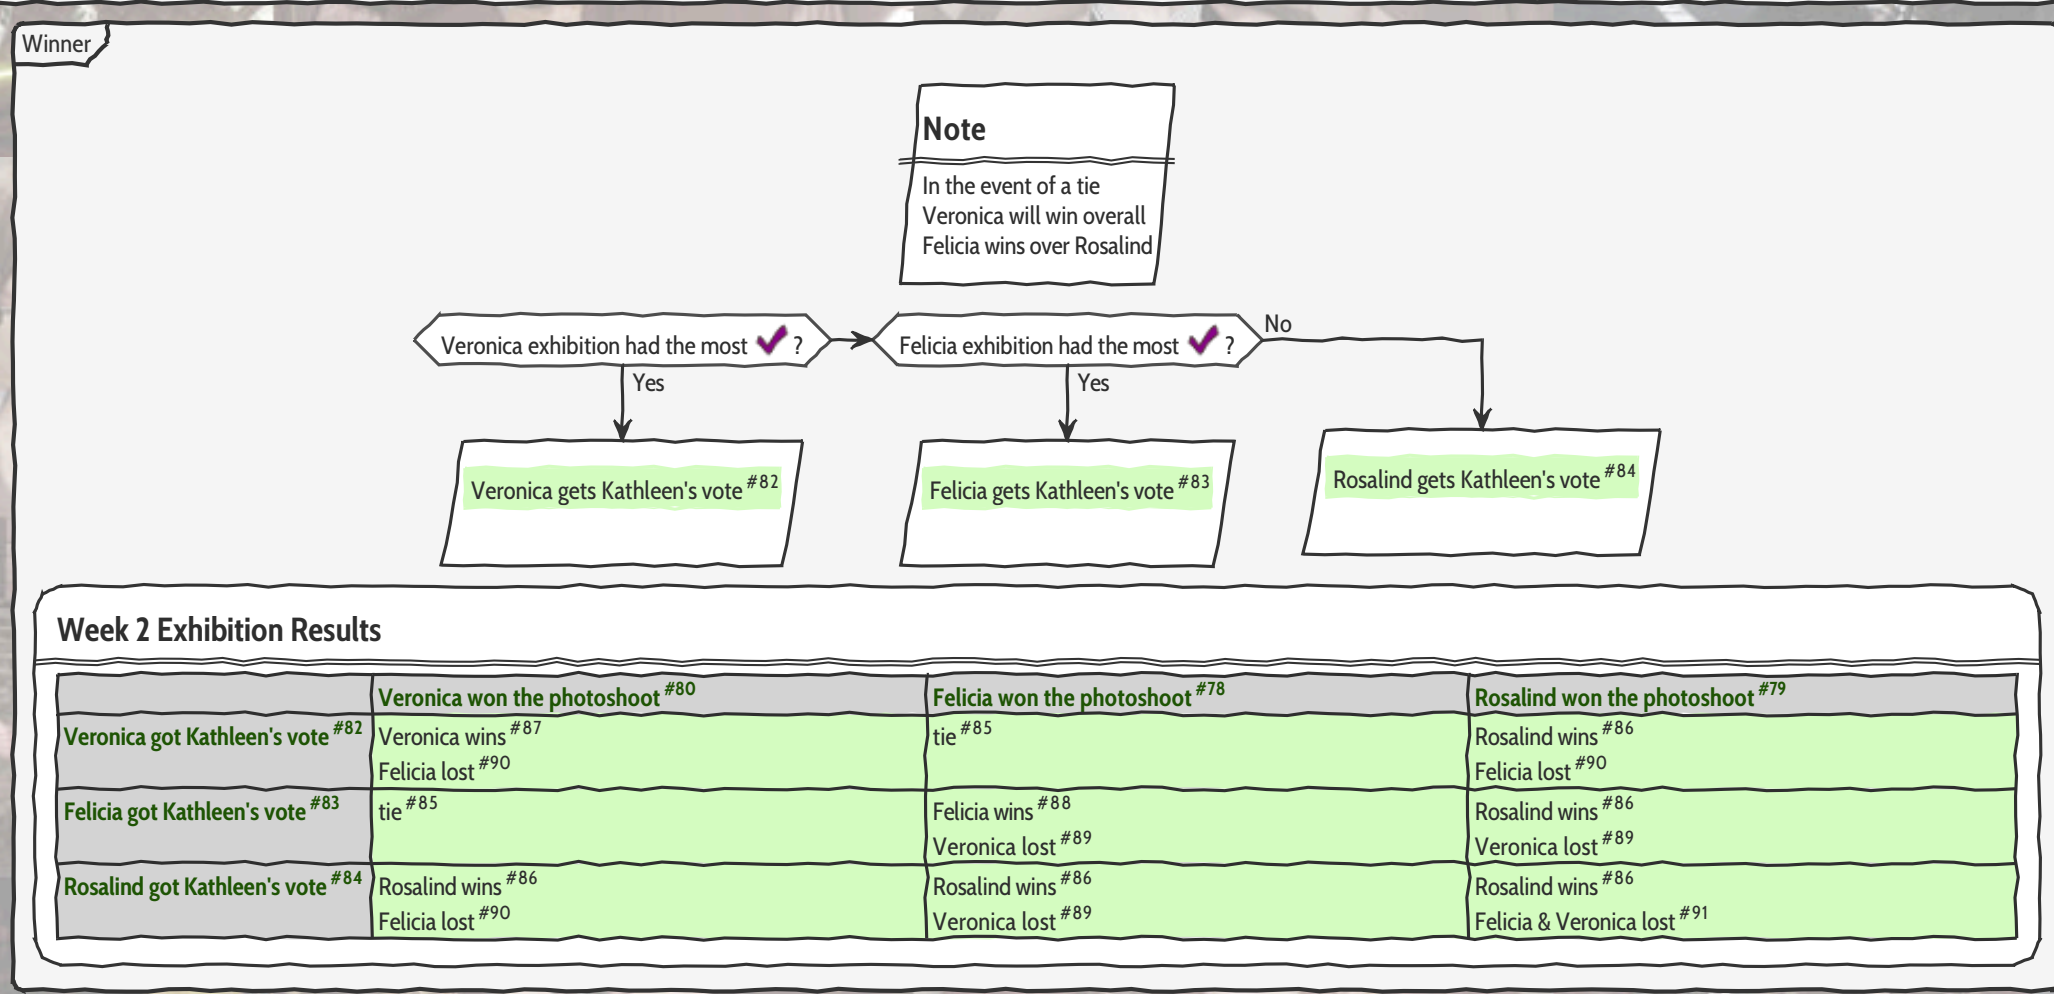 Winner
Note
In the event of a tie
Veronica will win overall
Felicia wins over Rosalind
Veronica exhibition had the most ?
Felicia exhibition had the most ?
No
Yes
Yes
Veronica gets Kathleen's vote #82
Felicia gets Kathleen's vote #83
Rosalind gets Kathleen's vote #84
Week 2 Exhibition Results
Veronica won the photoshoot #80
Felicia won the photoshoot #78
Rosalind won the photoshoot #79
Veronica got Kathleen's vote #82
Veronica wins #87
Felicia lost #90
tie #85
Rosalind wins #86
Felicia lost #90
Felicia got Kathleen's vote #83
tie #85
Felicia wins #88
Veronica lost #89
Rosalind wins #86
Veronica lost #89
Rosalind got Kathleen's vote #84
Rosalind wins #86
Felicia lost #90
Rosalind wins #86
Veronica lost #89
Rosalind wins #86
Felicia & Veronica lost #91